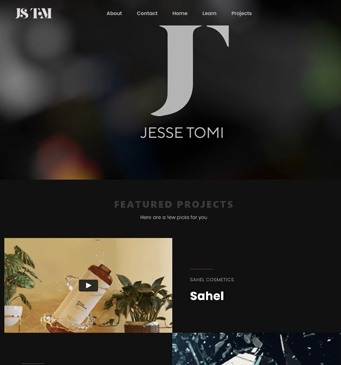 JS TM
About Contact Home Learn Projects
JESSE TOMI
FEATURED PROJECTS
Here are a few picks for you
SAHEL COSMETICS
Sahel